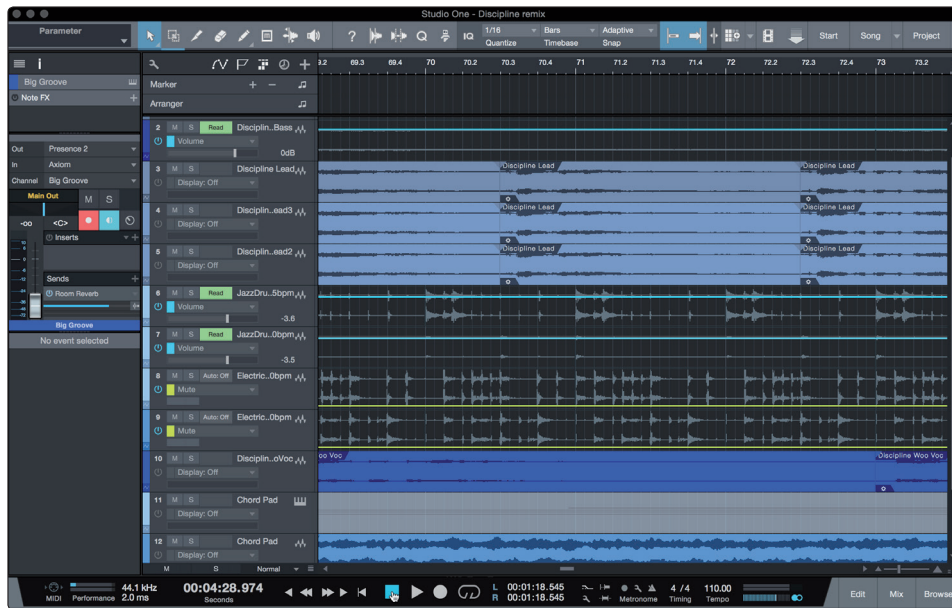 Studio One - Discipline remix
Parameter
? Q IQ
1/16 Bars Adaptive
Quantize Timebase Snap
Start Song Project
i
Big Groove
Note FX
Out Presence 2
In Axiom
Channel Big Groove
Main Out M S
-oo <C>
Inserts
Sends
Room Reverb
Big Groove
No event selected
Marker
Arranger
9.2 69.3 69.4 70 70.2 70.3 70.4 71 71.2 71.3 71.4 72 72.2 72.3 72.4 73 73.2
2 M S Read Disciplin..Bass
Volume
0dB
3 M S Discipline Lead
Display: Off
Discipline Lead Discipline Lead
4 M S Disciplin..ead3
Display: Off
Discipline Lead Discipline Lead
5 M S Disciplin..ead2
Display: Off
Discipline Lead Discipline Lead
6 M S Read JazzDru..5bpm
Volume
-3.6
7 M S Read JazzDru..0bpm
Volume
-3.5
8 M S Auto: Off Electric..0bpm
Mute
9 M S Auto: Off Electric..0bpm
Mute
10 M S Disciplin..oVoc
Display: Off
oo Voc Discipline Woo Voc
11 M S Chord Pad
Display: Off
12 M S Chord Pad
Display: Off
M S Normal
MIDI Performance
44.1 kHz
2.0 ms
00:04:28.974
Seconds
L 00:01:18.545
R 00:01:18.545
Metronome
4 / 4
Timing
110.00
Tempo
Edit Mix Brows